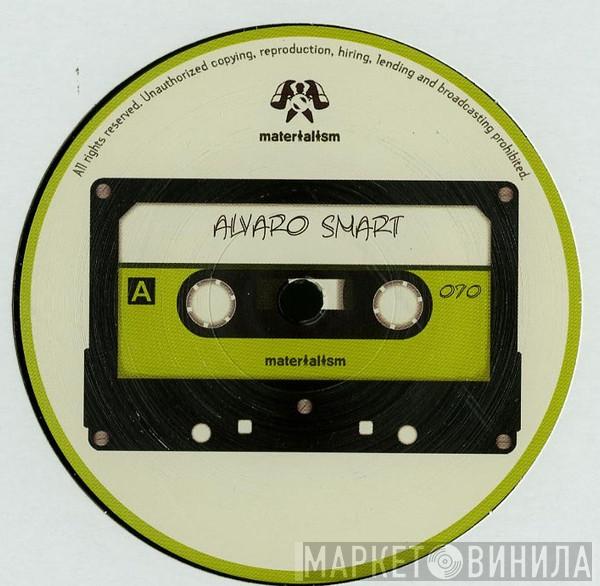 All rights reserved. Unauthorized copying, reproduction, hiring, lending and broadcasting prohibited.
materialism
ALVARO SMART
A
070
materialism
МАРКЕТ ВИНИЛА